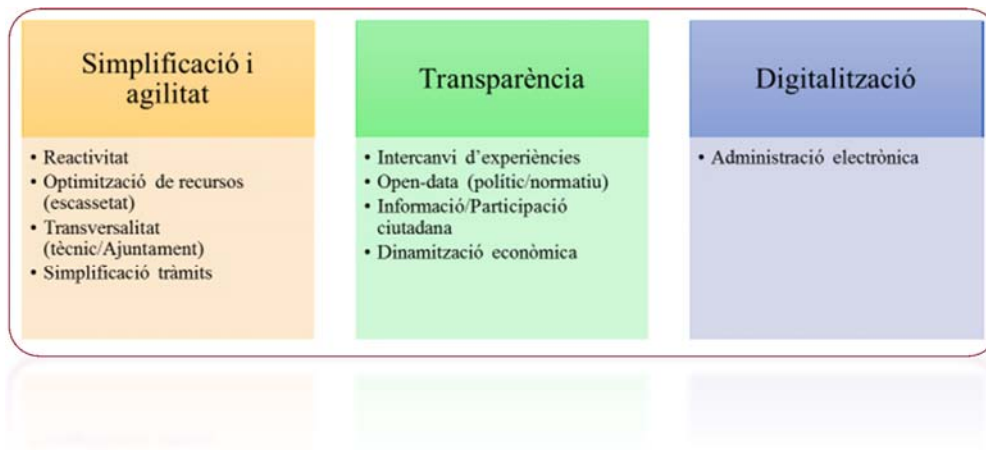 Simplificació i
agilitat
• Reactivitat
• Optimització de recursos
(escassetat)
• Transversalitat
(tècnic/Ajuntament)
• Simplificació tràmits
Transparència
• Intercanvi d'experiències
• Open-data (polític/normatiu)
• Informació/Participació
ciutadana
• Dinamització econòmica
Digitalització
• Administració electrònica